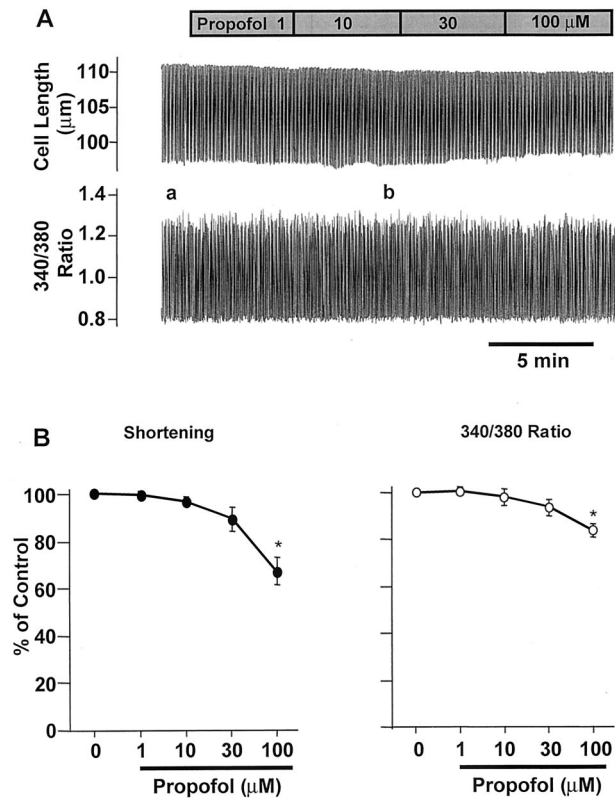 A
Propofol 1 10 30 100 μM
Cell Length
(μm)
110
105
100
a b
340/380
Ratio
1.4
1.2
1.0
0.8
5 min
B
Shortening
340/380 Ratio
% of Control
100
80
60
40
20
0
*
*
0 1 10 30 100
0 1 10 30 100
Propofol (μM)
Propofol (μM)